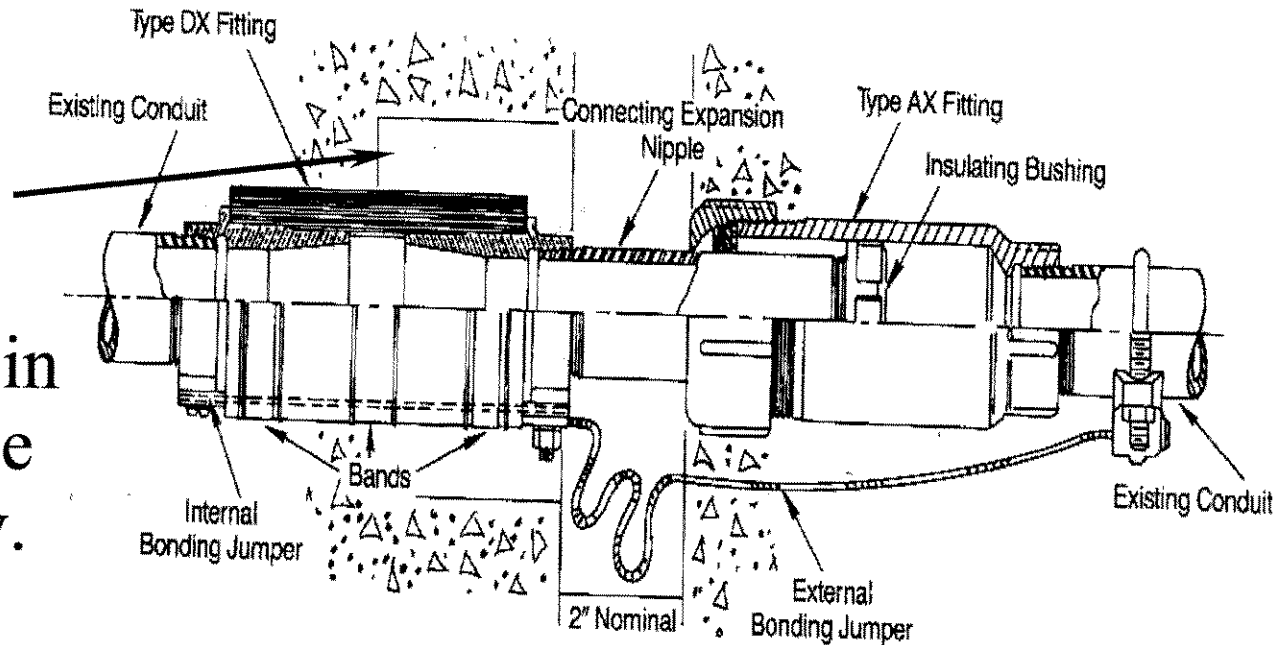 Type DX Fitting
Existing Conduit
Connecting Expansion
Nipple
Type AX Fitting
Insulating Bushing
in
e
Bands
Internal
Bonding Jumper
2" Nominal
External
Bonding Jumper
Existing Conduit